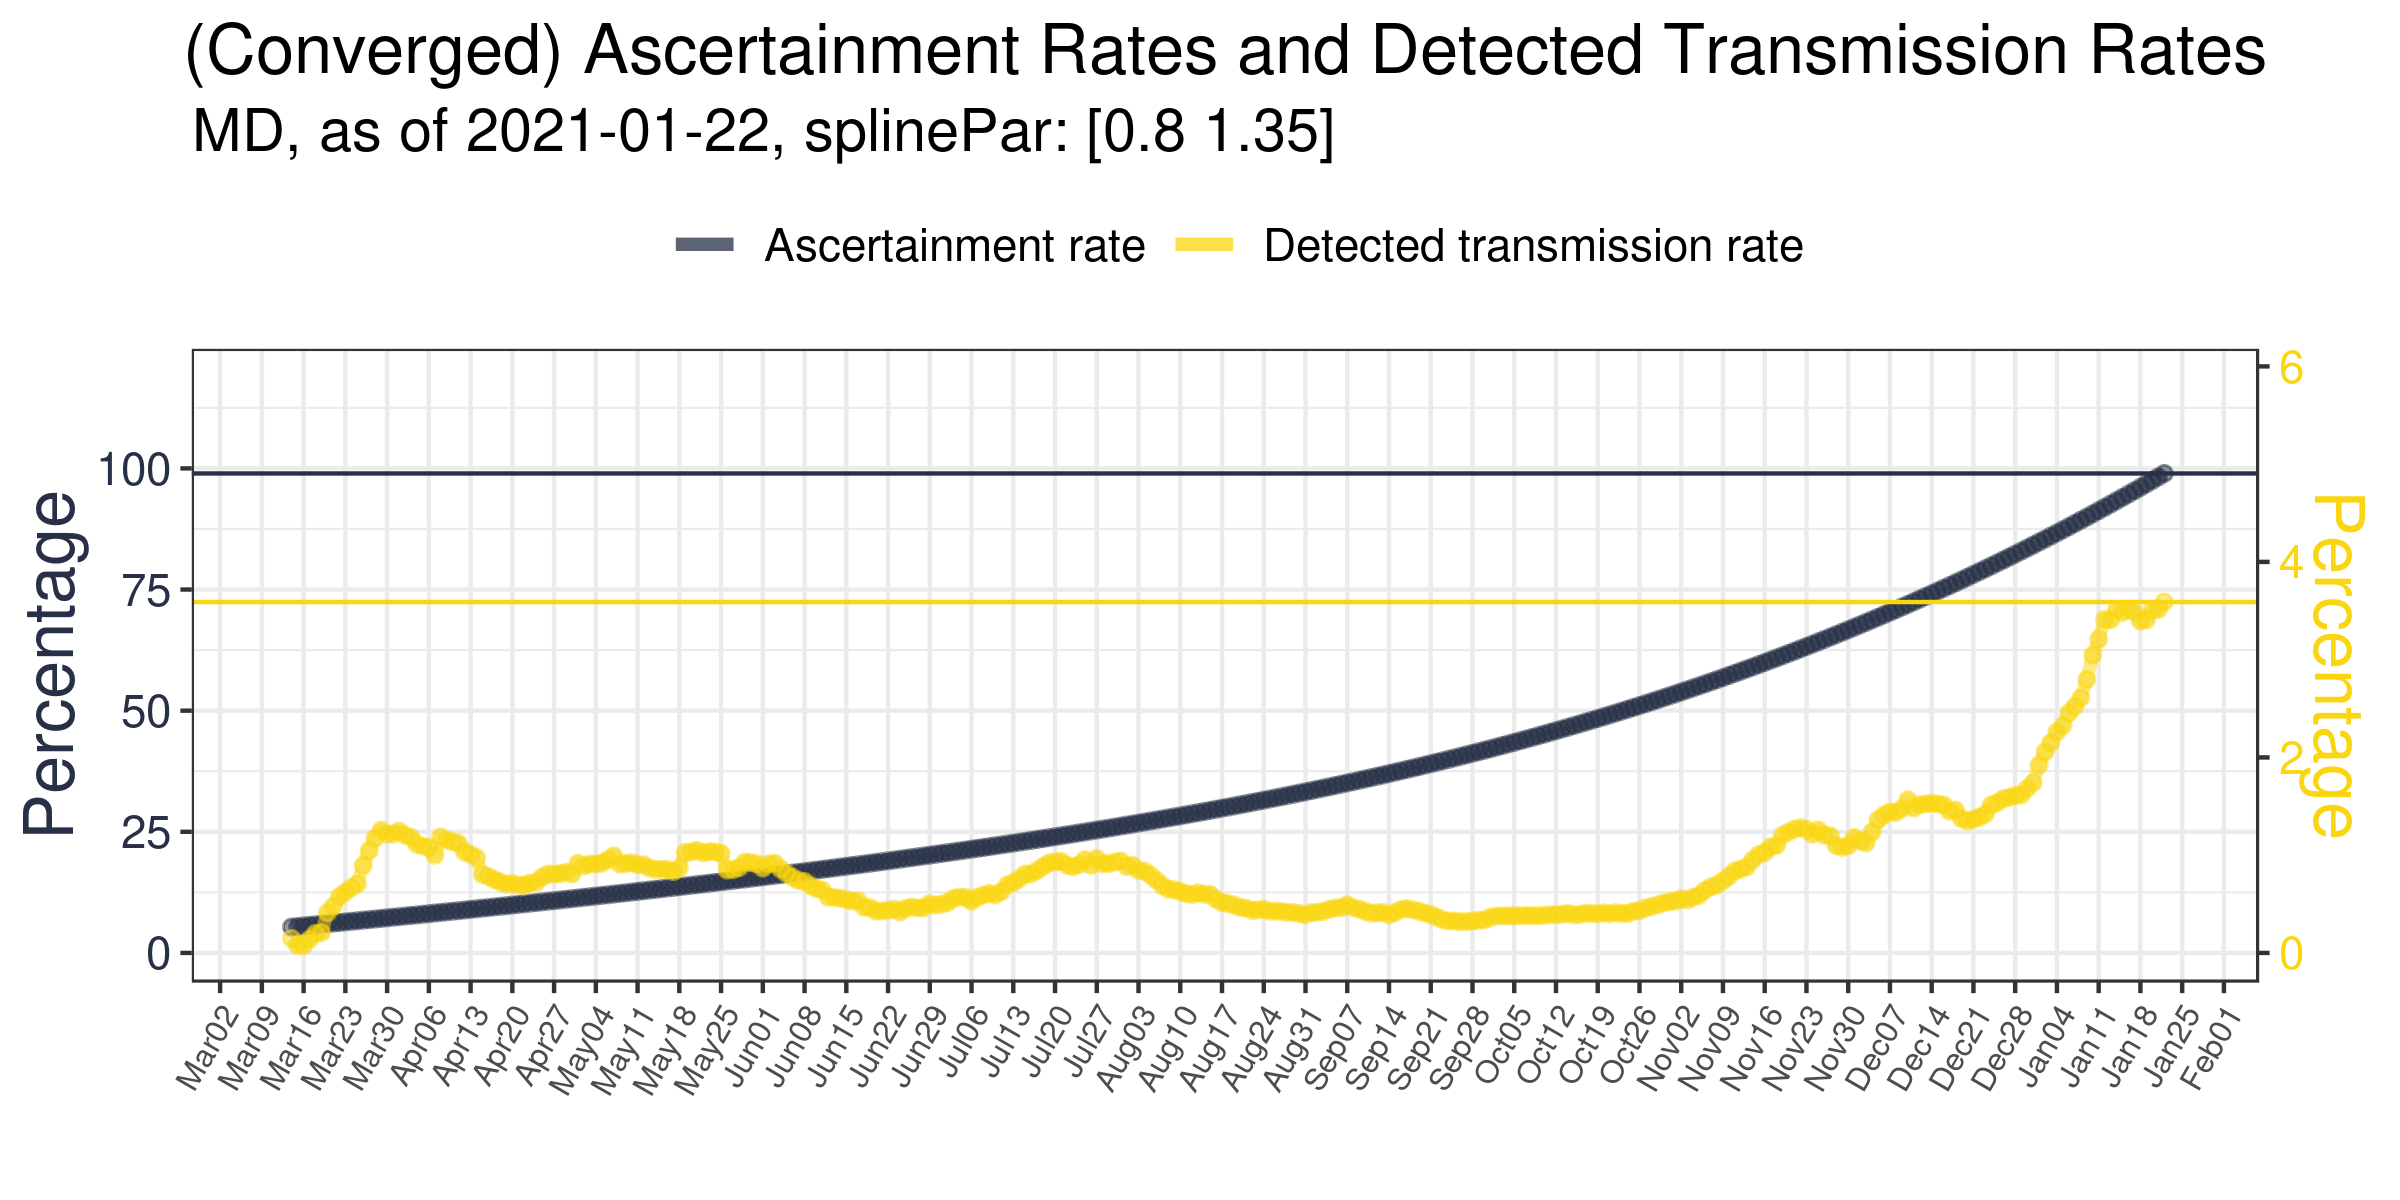 (Converged) Ascertainment Rates and Detected Transmission Rates
MD, as of 2021-01-22, splinePar: [0.8 1.35]
Ascertainment rate
Detected transmission rate
Percentage
100
75
50
25
0
6
4
2
0
Percentage
Mar02
Mar09
Mar16
Mar23
Mar30
Apr06
Apr13
Apr20
Apr27
May04
May11
May18
May25
Jun01
Jun08
Jun15
Jun22
Jun29
Jul06
Jul13
Jul20
Jul27
Aug03
Aug10
Aug17
Aug24
Aug31
Sep07
Sep14
Sep21
Sep28
Oct05
Oct12
Oct19
Oct26
Nov02
Nov09
Nov16
Nov23
Nov30
Dec07
Dec14
Dec21
Dec28
Jan04
Jan11
Jan18
Jan25
Feb01